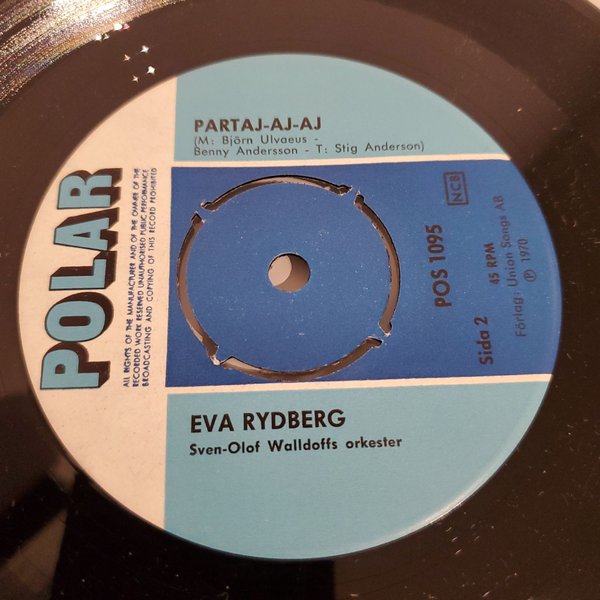 PARTAJ-AJ-AJ
(M: Björn Ulvaeus -
Benny Andersson - T: Stig Anderson)
POLAR
ALL RIGHTS OF THE MANUFACTURER AND OF THE OWNER OF THE
RECORDED WORK RESERVED UNAUTHORISED PUBLIC PERFORMANCE
BROADCASTING AND COPYING OF THIS RECORD PROHIBITED
NCB
POS 1095
Sida 2
45 RPM
Förlag: Union Songs AB
Ⓟ 1970
EVA RYDBERG
Sven-Olof Walldoffs orkester